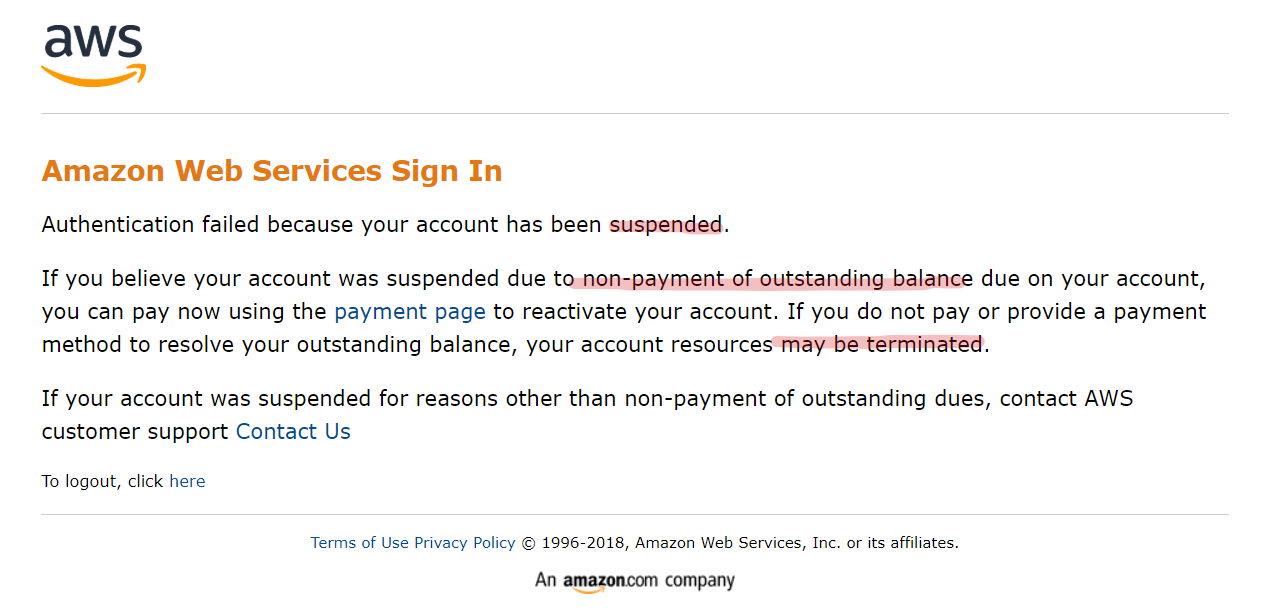 aws
Amazon Web Services Sign In
Authentication failed because your account has been suspended.
If you believe your account was suspended due to non-payment of outstanding balance due on your account,
you can pay now using the payment page to reactivate your account. If you do not pay or provide a payment
method to resolve your outstanding balance, your account resources may be terminated.
If your account was suspended for reasons other than non-payment of outstanding dues, contact AWS
customer support Contact Us
To logout, click here
Terms of Use Privacy Policy © 1996-2018, Amazon Web Services, Inc. or its affiliates.
An amazon.com company